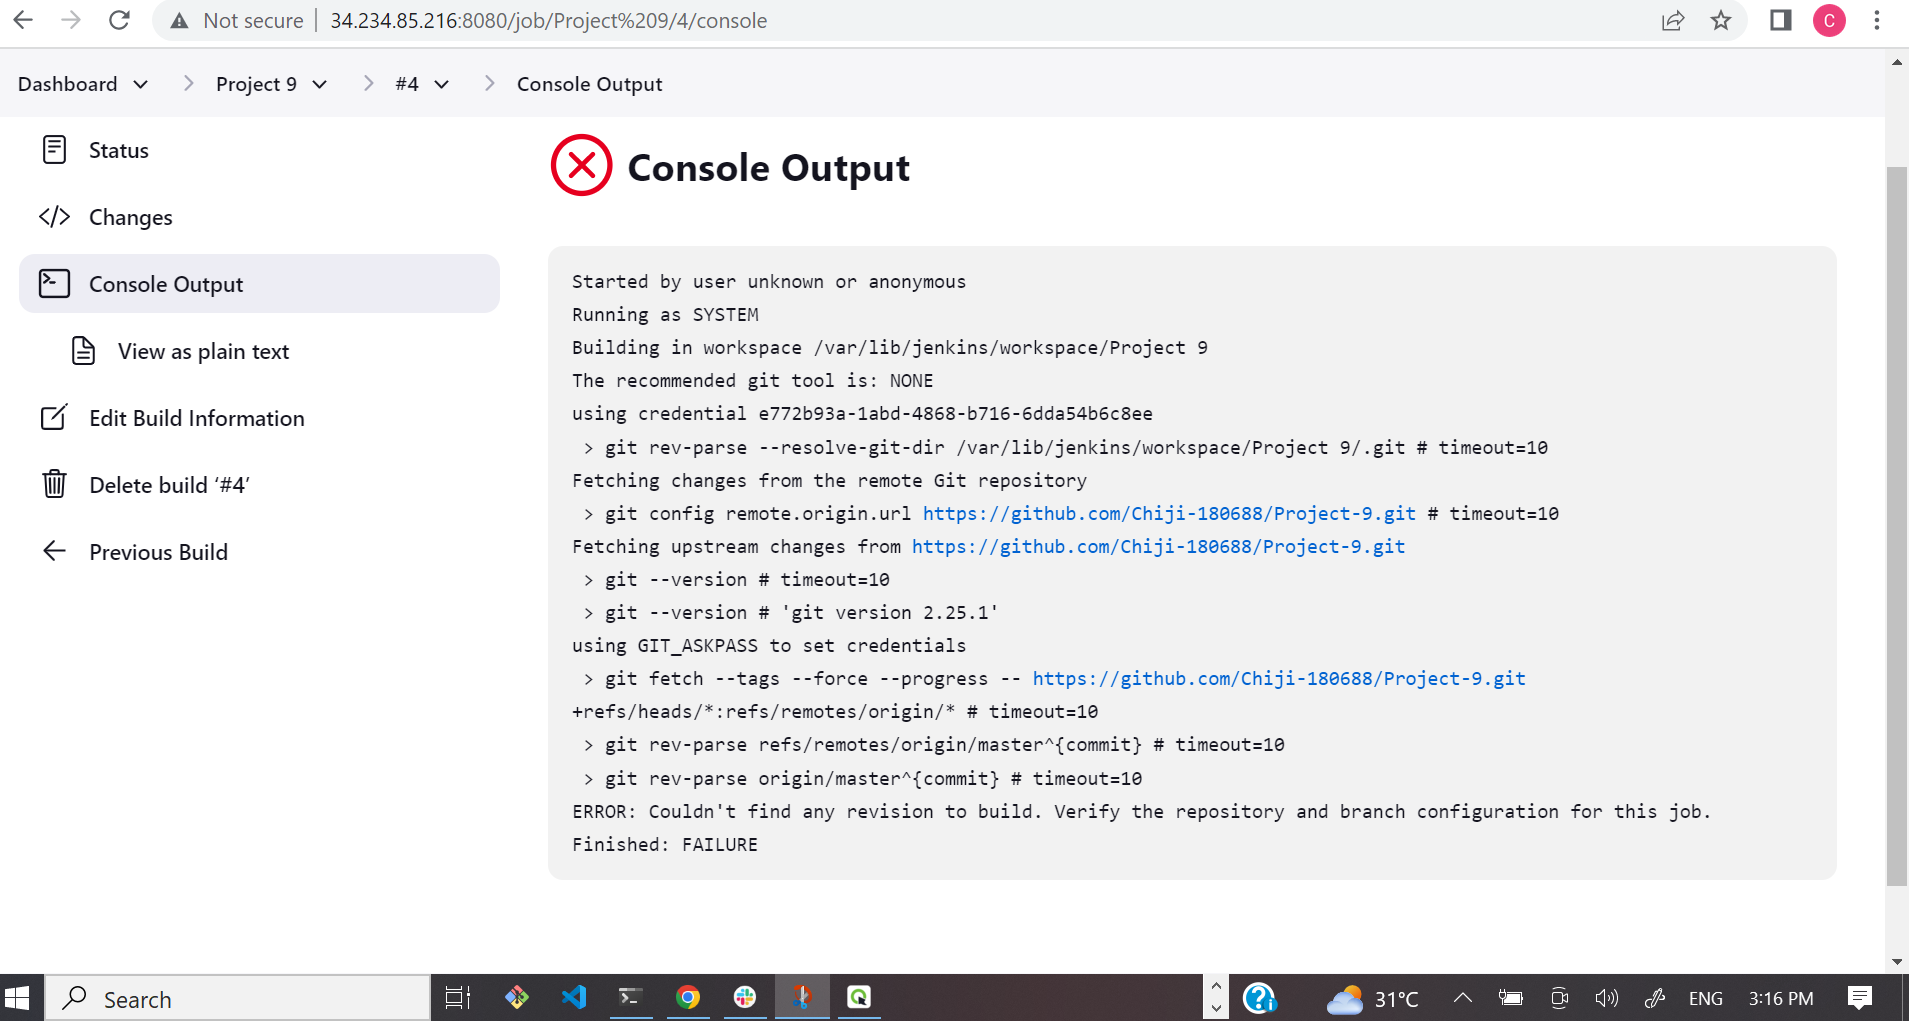 Not secure | 34.234.85.216:8080/job/Project%209/4/console
C
Dashboard > Project 9 > #4 > Console Output
Status
Changes
Console Output
View as plain text
Edit Build Information
Delete build ‘#4’
Previous Build
Console Output
Started by user unknown or anonymous
Running as SYSTEM
Building in workspace /var/lib/jenkins/workspace/Project 9
The recommended git tool is: NONE
using credential e772b93a-1abd-4868-b716-6dda54b6c8ee
> git rev-parse --resolve-git-dir /var/lib/jenkins/workspace/Project 9/.git # timeout=10
Fetching changes from the remote Git repository
> git config remote.origin.url https://github.com/Chiji-180688/Project-9.git # timeout=10
Fetching upstream changes from https://github.com/Chiji-180688/Project-9.git
> git --version # timeout=10
> git --version # 'git version 2.25.1'
using GIT_ASKPASS to set credentials
> git fetch --tags --force --progress -- https://github.com/Chiji-180688/Project-9.git
+refs/heads/*:refs/remotes/origin/* # timeout=10
> git rev-parse refs/remotes/origin/master^{commit} # timeout=10
> git rev-parse origin/master^{commit} # timeout=10
ERROR: Couldn't find any revision to build. Verify the repository and branch configuration for this job.
Finished: FAILURE
Search
31°C
ENG
3:16 PM